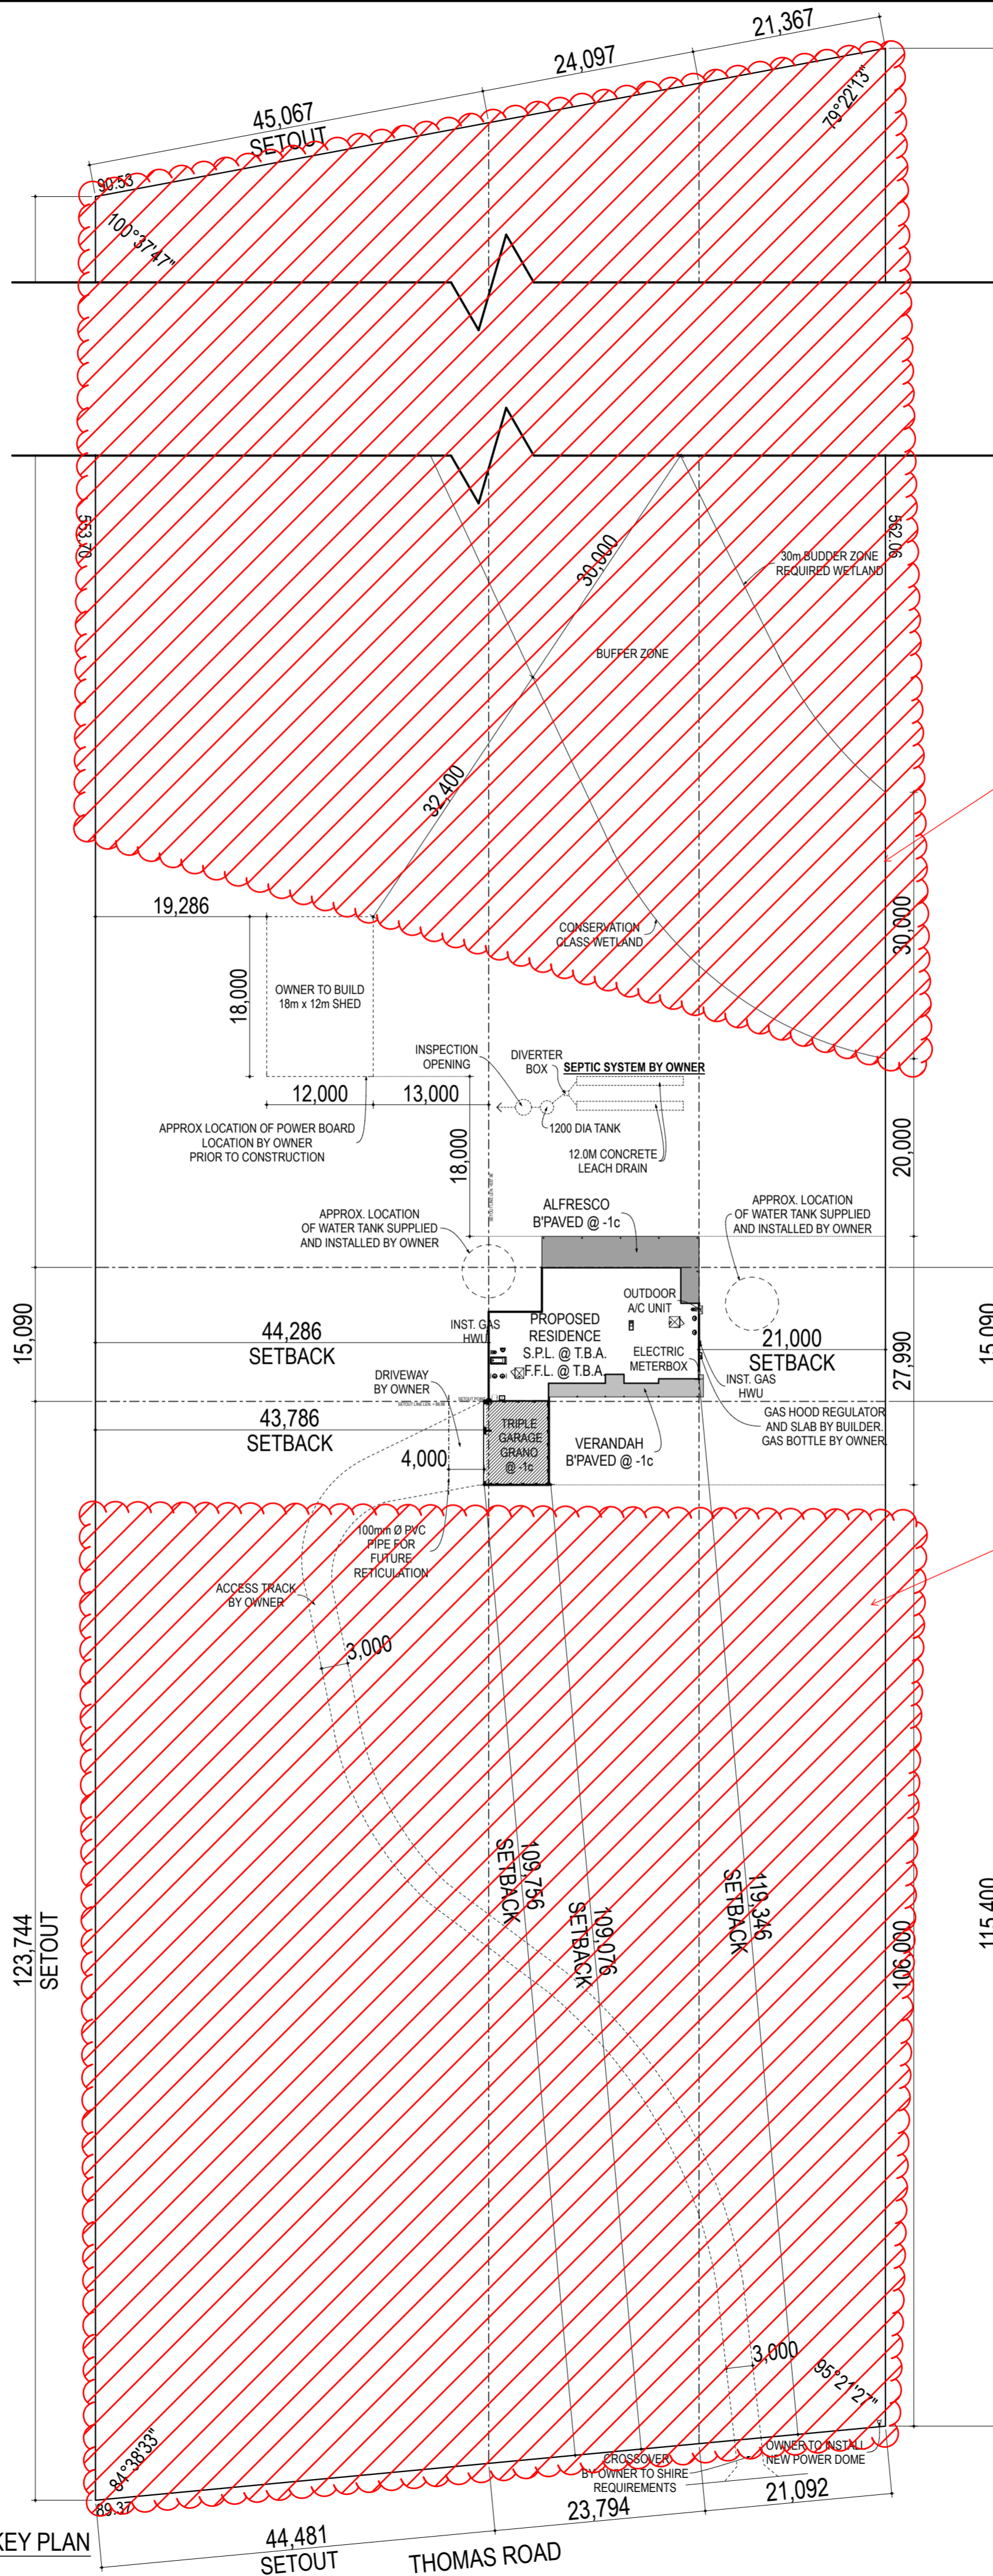 21,367
24,097
45,067
SETOUT
79°22'13"
90.53
100°37'47"
553.70
562.06
30,000
30m BUDDER ZONE
REQUIRED WETLAND
BUFFER ZONE
32,400
19,286
30,000
CONSERVATION
CLASS WETLAND
18,000
OWNER TO BUILD
18m x 12m SHED
INSPECTION
OPENING
DIVERTER
BOX
SEPTIC SYSTEM BY OWNER
12,000
13,000
1200 DIA TANK
APPROX LOCATION OF POWER BOARD
LOCATION BY OWNER
PRIOR TO CONSTRUCTION
12.0M CONCRETE
LEACH DRAIN
18,000
20,000
ALFRESCO
B'PAVED @ -1c
APPROX. LOCATION
OF WATER TANK SUPPLIED
AND INSTALLED BY OWNER
APPROX. LOCATION
OF WATER TANK SUPPLIED
AND INSTALLED BY OWNER
15,090
15,090
OUTDOOR
A/C UNIT
INST. GAS
HWU
PROPOSED
RESIDENCE
S.P.L. @ T.B.A.
F.F.L. @ T.B.A.
44,286
SETBACK
21,000
SETBACK
27,990
ELECTRIC
METERBOX
INST. GAS
HWU
DRIVEWAY
BY OWNER
GAS HOOD REGULATOR
AND SLAB BY BUILDER.
GAS BOTTLE BY OWNER
43,786
SETBACK
TRIPLE
GARAGE
GRANO
@ -1c
VERANDAH
B'PAVED @ -1c
4,000
100mm Ø PVC
PIPE FOR
FUTURE
RETICULATION
ACCESS TRACK
BY OWNER
3,000
109,756
SETBACK
109,076
SETBACK
119,346
SETBACK
106,000
115,400
123,744
SETOUT
3,000
95°21'27"
84°38'33"
OWNER TO INSTALL
NEW POWER DOME
CROSSOVER
BY OWNER TO SHIRE
REQUIREMENTS
89.37
21,092
23,794
44,481
SETOUT
KEY PLAN
THOMAS ROAD